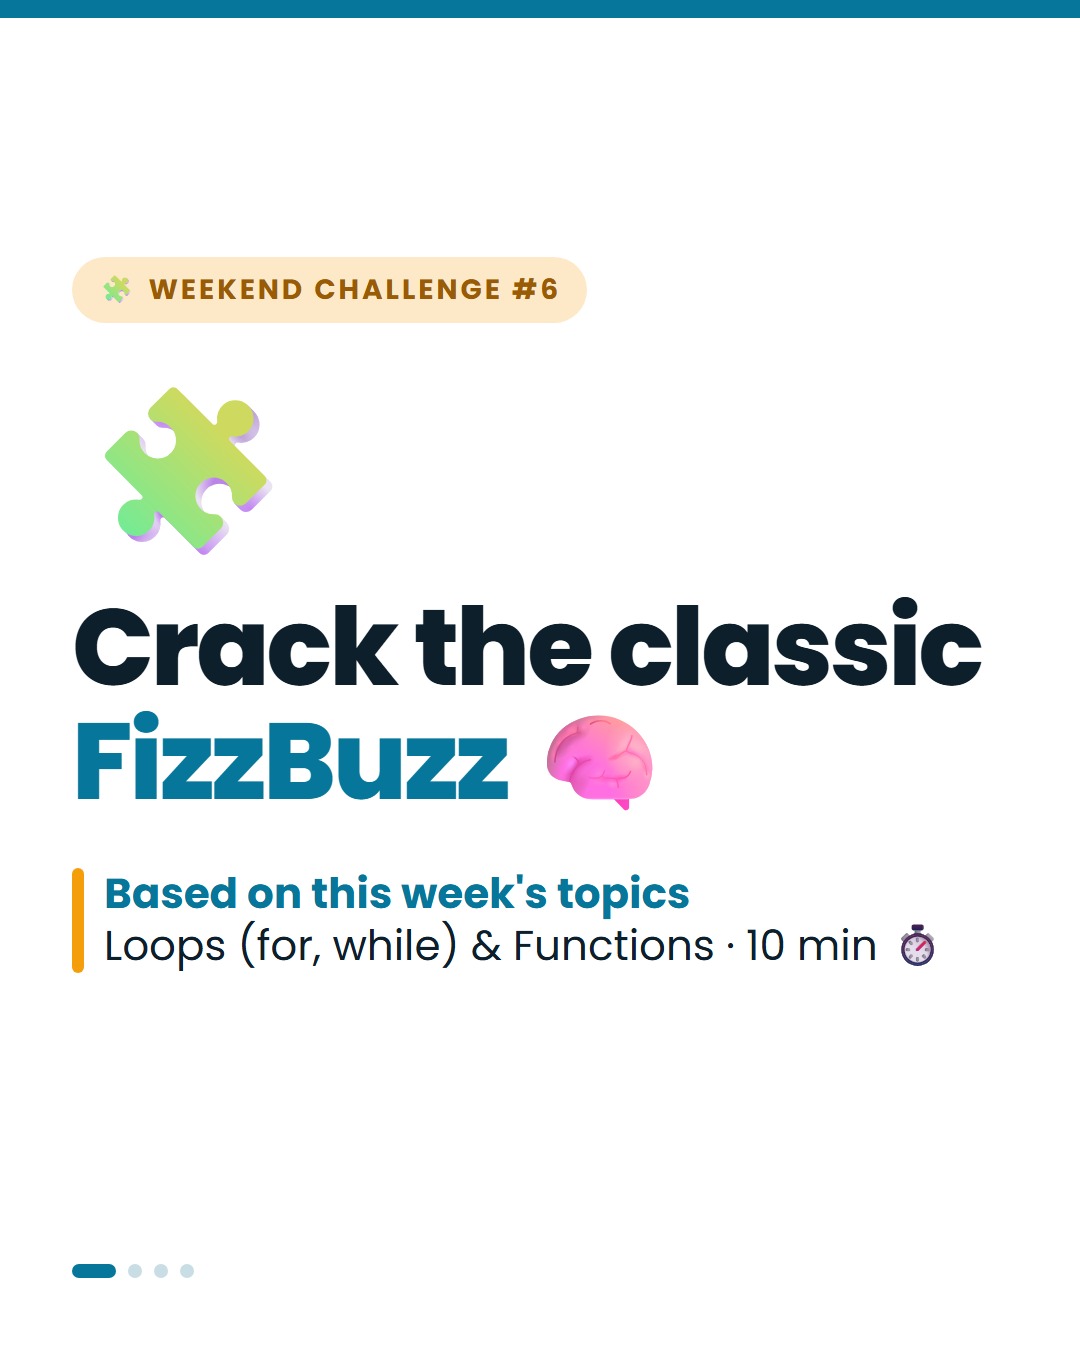 🧩 WEEKEND CHALLENGE #6
Crack the classic
FizzBuzz 🧠
Based on this week's topics
Loops (for, while) & Functions · 10 min ⏱